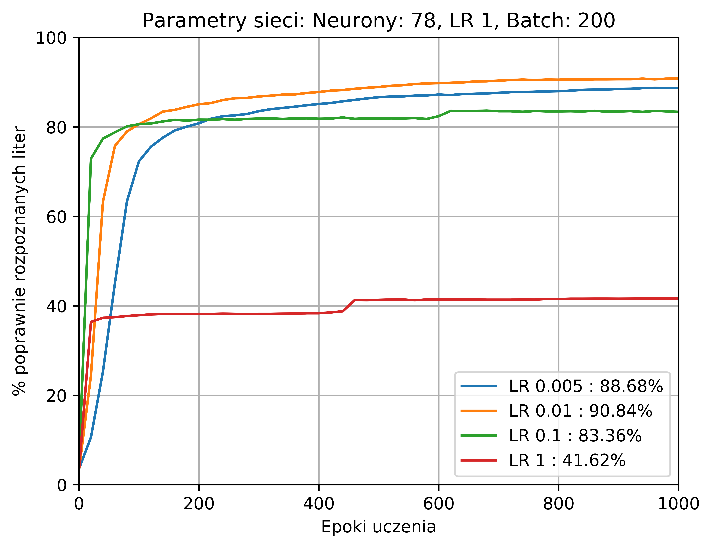 Parametry sieci: Neurony: 78, LR 1, Batch: 200
100
80
60
40
20
0
% poprawnie rozpoznanych liter
LR 0.005 : 88.68%
LR 0.01 : 90.84%
LR 0.1 : 83.36%
LR 1 : 41.62%
0 200 400 600 800 1000
Epoki uczenia